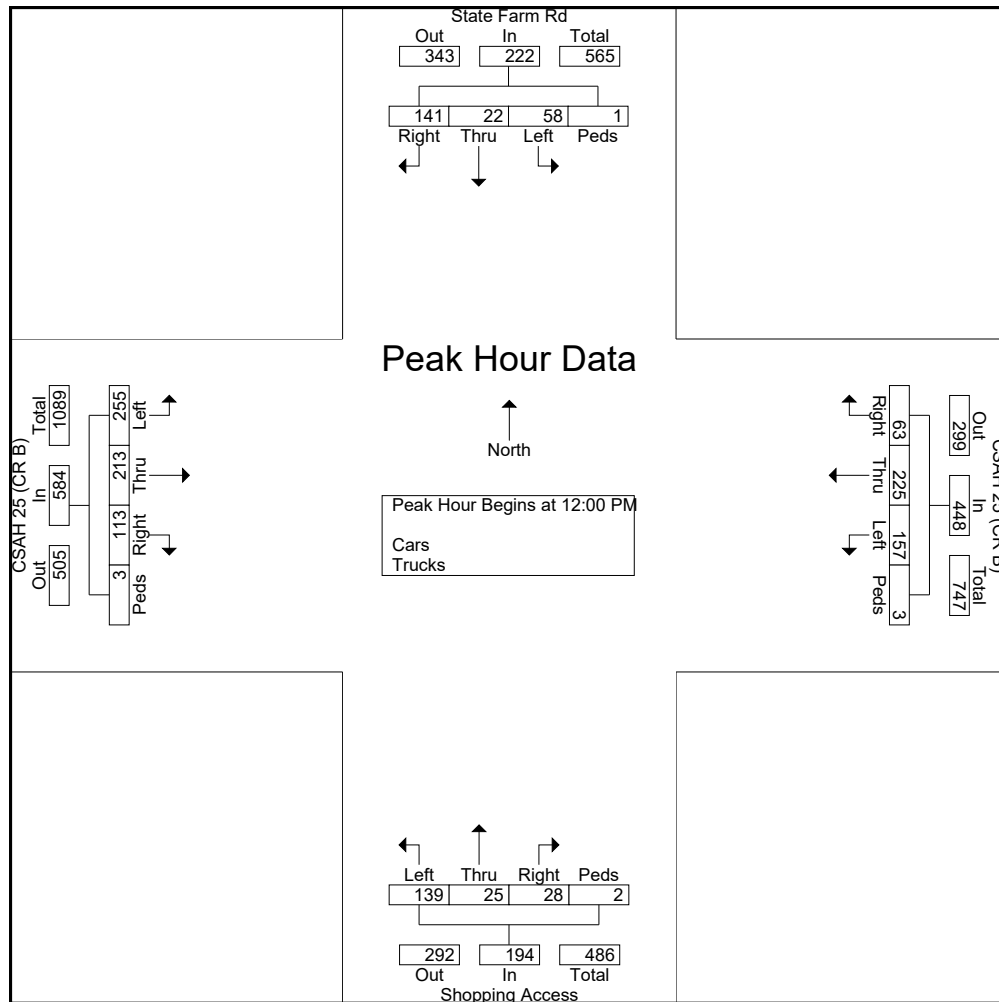 State Farm Rd
Out In Total
343 222 565
141 22 58 1
Right Thru Left Peds
Peak Hour Data
North
Peak Hour Begins at 12:00 PM
Cars
Trucks
CSAH 25 (CR B)
Total In Out
1089 584 505
255 213 113 3
Left Thru Right Peds
Right Thru Left Peds
63 225 157 3
Out In Total
299 448 747
CSAH 25 (CR B)
Left Thru Right Peds
139 25 28 2
292 194 486
Out In Total
Shopping Access